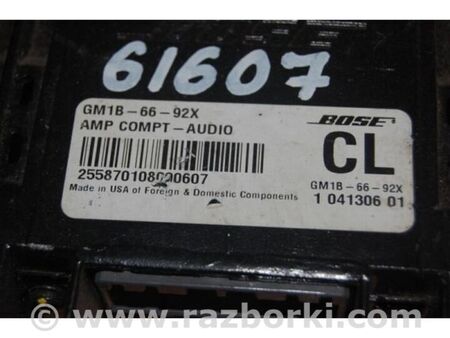 61607
GM1B-66-92X
BOSE
AMP COMPT-AUDIO
CL
GM1B-66-92X
Made in USA of Foreign & Domestic Components
1 041306 01
© www.razborki.com